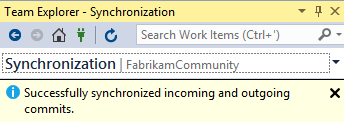 Team Explorer - Synchronization
Search Work Items (Ctrl+')
Synchronization | FabrikamCommunity
Successfully synchronized incoming and outgoing
commits.